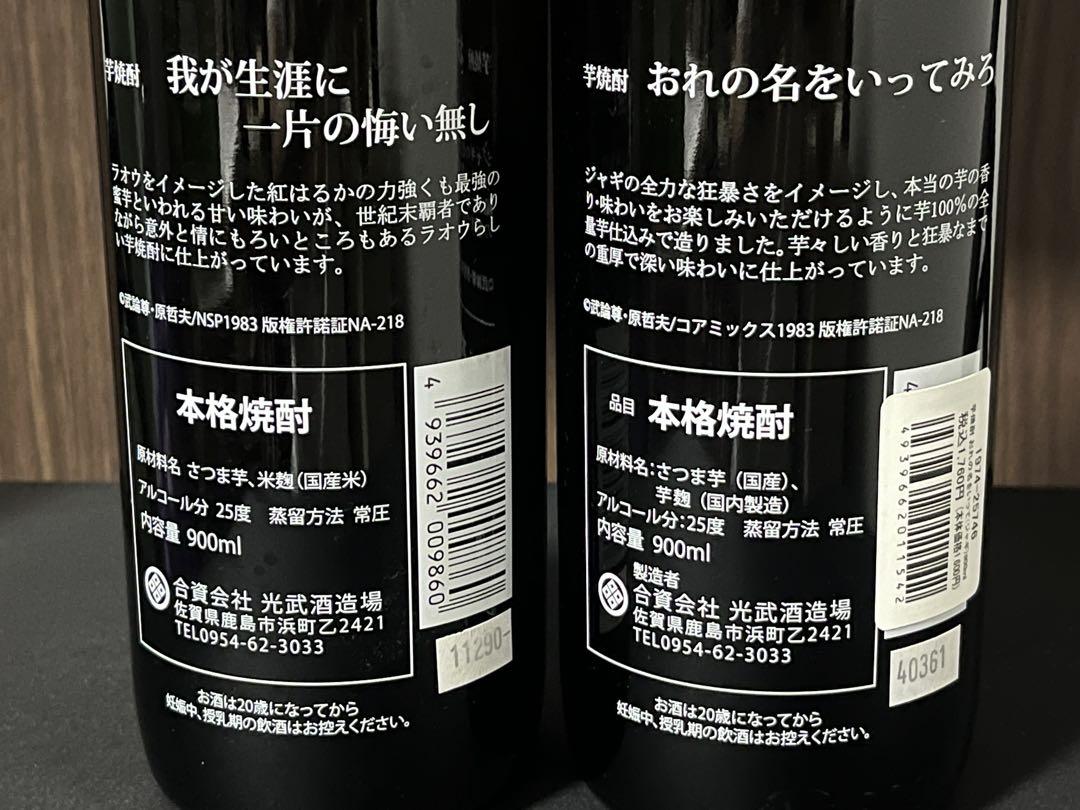 芋焼酎 我が生涯に
一片の悔い無し
ラオウをイメージした紅はるかの力強くも最強の
蜜芋といわれる甘い味わいが、世紀末覇者であり
ながら意外と情にもろいところもあるラオウらし
い芋焼酎に仕上がっています。
©武論尊・原哲夫/NSP1983 版権許諾証NA-218
本格焼酎
原材料名 さつま芋、米麹(国産米)
アルコール分 25度 蒸留方法 常圧
内容量 900ml
合資会社 光武酒造場
佐賀県鹿島市浜町乙2421
TEL0954-62-3033
お酒は20歳になってから
妊娠中、授乳期の飲酒はお控えください。
4 939662 009860
11290-
芋焼酎 おれの名をいってみろ
ジャギの全力な狂暴さをイメージし、本当の芋の香
り・味わいをお楽しみいただけるように芋100%の全
量芋仕込みで造りました。芋々しい香りと狂暴なまで
の重厚で深い味わいに仕上がっています。
©武論尊・原哲夫/コアミックス1983 版権許諾証NA-218
品目 本格焼酎
原材料名:さつま芋(国産)、
芋麹(国内製造)
アルコール分:25度 蒸留方法 常圧
内容量 900ml
製造者
合資会社 光武酒造場
佐賀県鹿島市浜町乙2421
TEL0954-62-3033
お酒は20歳になってから
妊娠中、授乳期の飲酒はお控えください。
4
4939662011542
税込1,760円(本体価格1600円)
1974-25746
40361